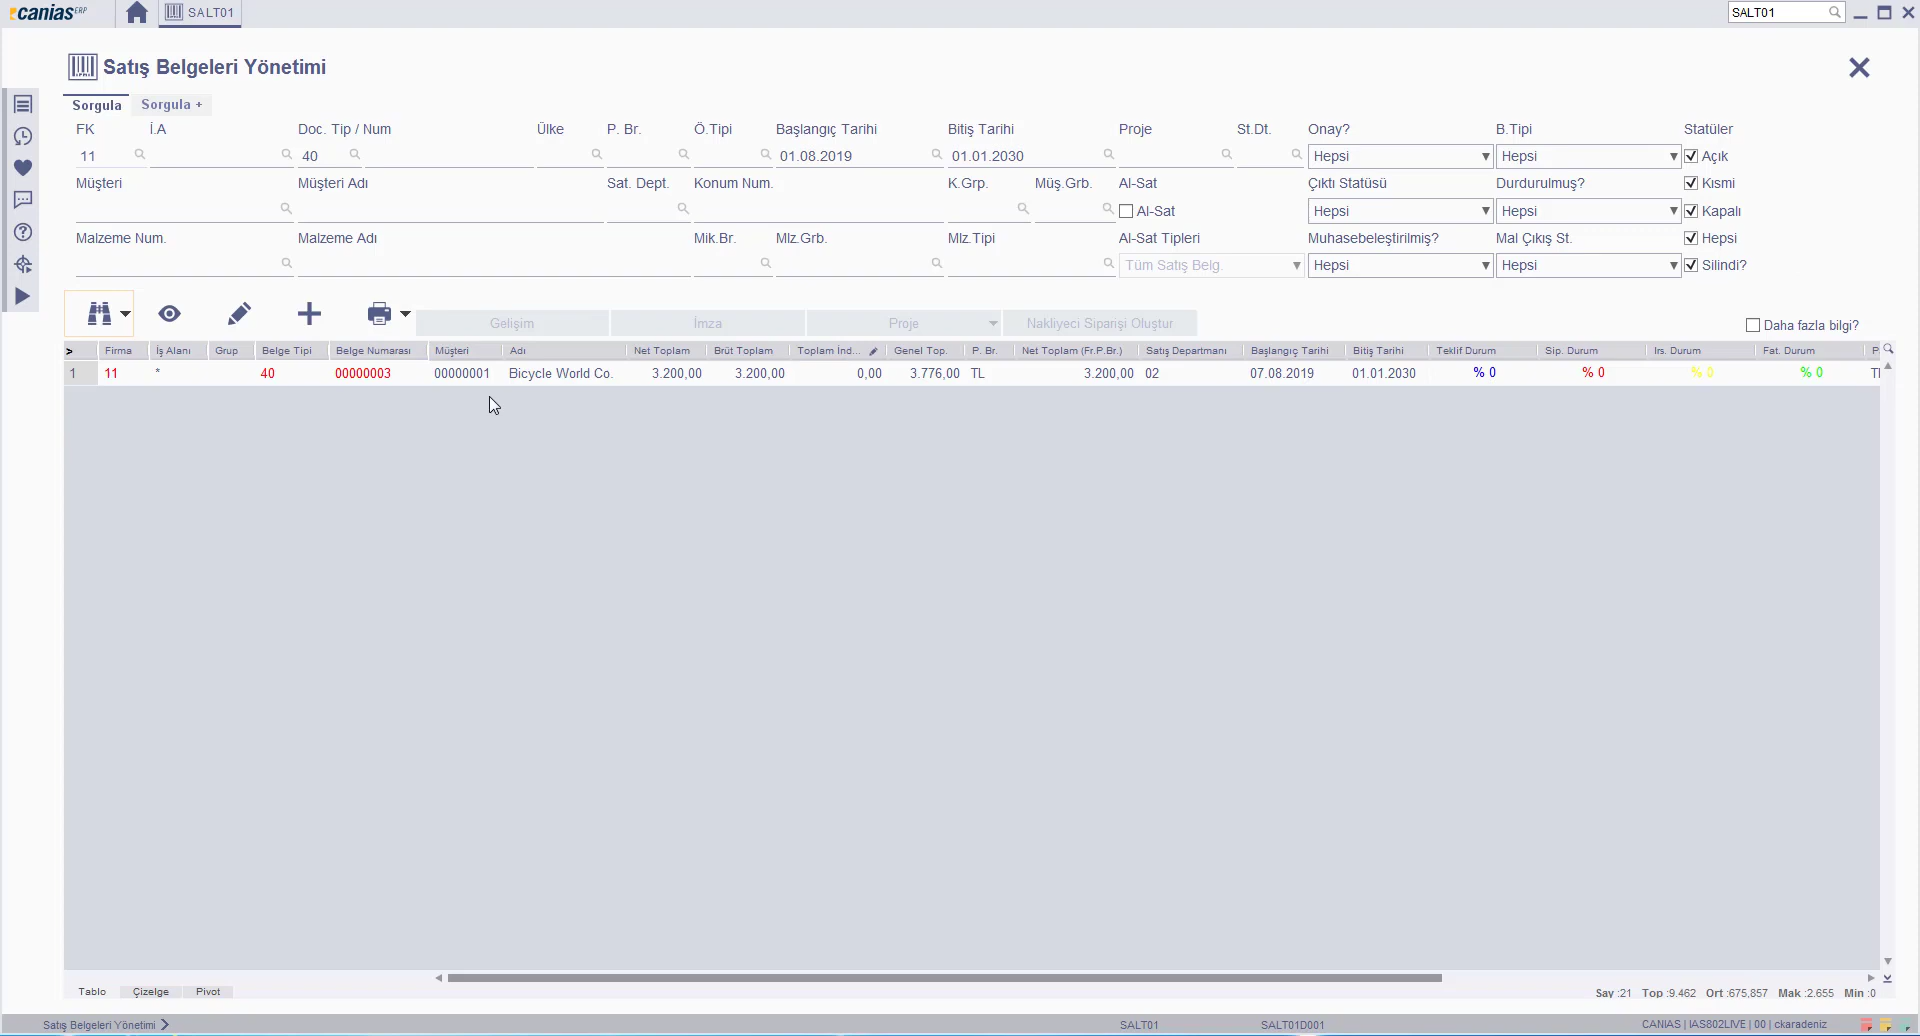 canias ERP SALT01 SALT01
Satış Belgeleri Yönetimi
Sorgula Sorgula +
FK İ.A Doc. Tip / Num Ülke P. Br. Ö.Tipi Başlangıç Tarihi Bitiş Tarihi Proje St.Dt. Onay? B.Tipi Statüler
11 40 01.08.2019 01.01.2030 Hepsi Hepsi Açık
Müşteri Müşteri Adı Sat. Dept. Konum Num. K.Grp. Müş.Grb. Al-Sat Çıktı Statüsü Durdurulmuş? Kısmi
Al-Sat Hepsi Hepsi Kapalı
Malzeme Num. Malzeme Adı Mik.Br. Mlz.Grb. Mlz.Tipi Al-Sat Tipleri Muhasebeleştirilmiş? Mal Çıkış St. Hepsi
Tüm Satış Belg. Hepsi Hepsi Silindi?
Gelişim İmza Proje Nakliyeci Siparişi Oluştur Daha fazla bilgi?
> Firma İş Alanı Grup Belge Tipi Belge Numarası Müşteri Adı Net Toplam Brüt Toplam Toplam İnd... Genel Top. P. Br. Net Toplam (Fr.P.Br.) Satış Departmanı Başlangıç Tarihi Bitiş Tarihi Teklif Durum Sip. Durum Irs. Durum Fat. Durum P
1 11 * 40 00000003 00000001 Bicycle World Co. 3.200,00 3.200,00 0,00 3.776,00 TL 3.200,00 02 07.08.2019 01.01.2030 % 0 % 0 % 0 % 0 Tl
Tablo Çizelge Pivot Say :21 Top :9.462 Ort :675,857 Mak :2.655 Min :0
Satış Belgeleri Yönetimi SALT01 SALT01D001 CANIAS | IAS802LIVE | 00 | ckaradeniz